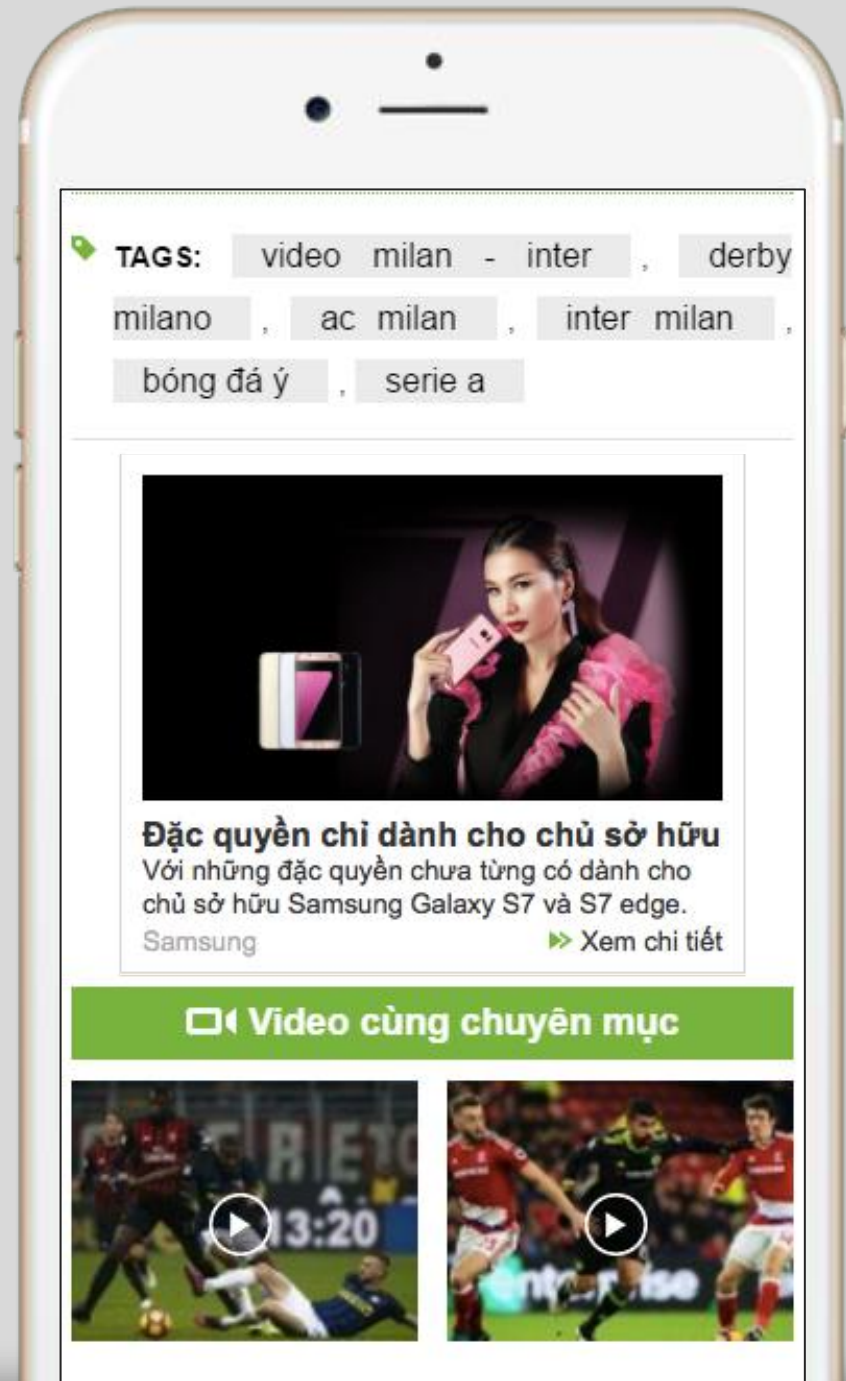 TAGS: video milan - inter , derby
milano , ac milan , inter milan ,
bóng đá ý , serie a
Đặc quyền chỉ dành cho chủ sở hữu
Với những đặc quyền chưa từng có dành cho
chủ sở hữu Samsung Galaxy S7 và S7 edge.
Samsung Xem chi tiết
Video cùng chuyên mục
13:20